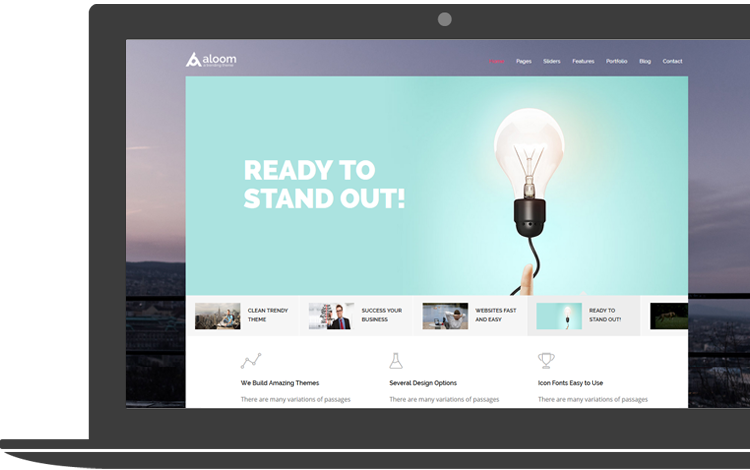 aloom
Pages Sliders Features Portfolio Blog Contact
READY TO
STAND OUT!
CLEAN TRENDY
THEME
SUCCESS YOUR
BUSINESS
WEBSITES FAST
AND EASY
READY TO
STAND OUT!
We Build Amazing Themes
There are many variations of passages
Several Design Options
There are many variations of passages
Icon Fonts Easy to Use
There are many variations of passages